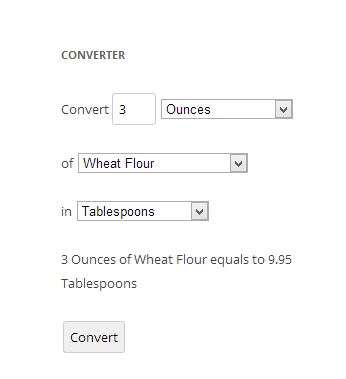 CONVERTER
Convert 3 Ounces
of Wheat Flour
in Tablespoons
3 Ounces of Wheat Flour equals to 9.95
Tablespoons
Convert